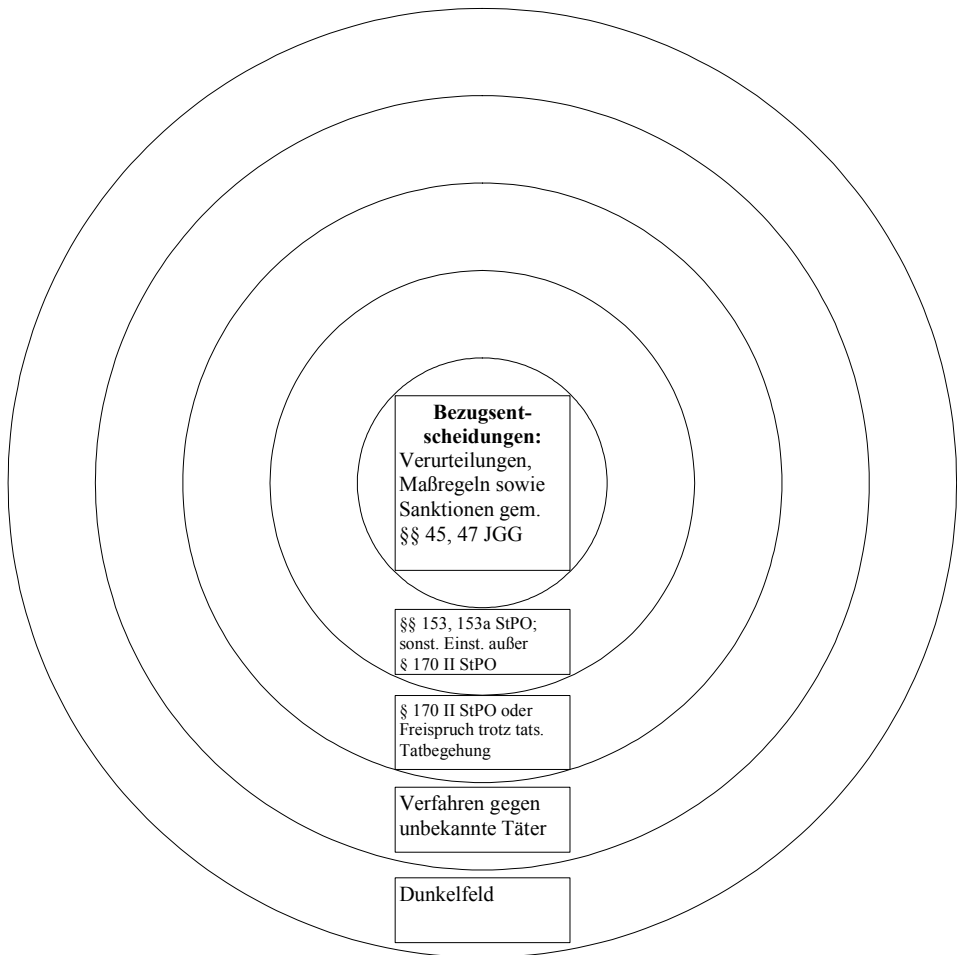 Bezugsent-
scheidungen:
Verurteilungen,
Maßregeln sowie
Sanktionen gem.
§§ 45, 47 JGG
§§ 153, 153a StPO;
sonst. Einst. außer
§ 170 II StPO
§ 170 II StPO oder
Freispruch trotz tats.
Tatbegehung
Verfahren gegen
unbekannte Täter
Dunkelfeld